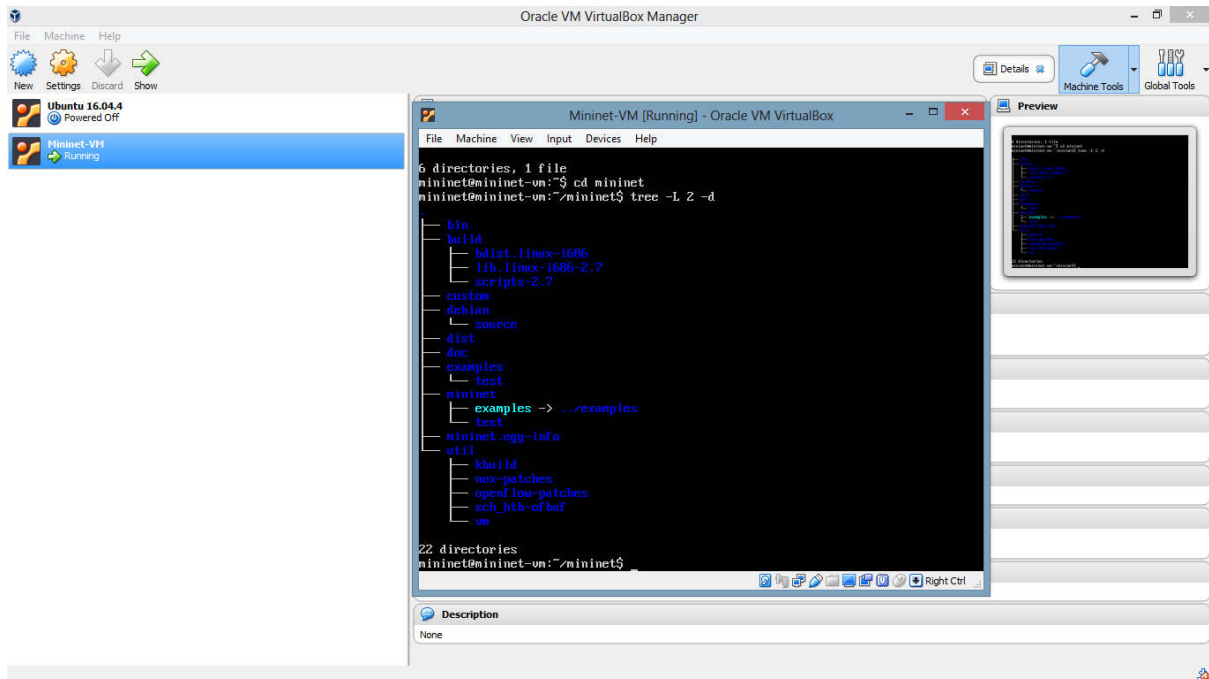 Oracle VM VirtualBox Manager
File Machine Help
New Settings Discard Show
Details
Machine Tools
Global Tools
Ubuntu 16.04.4
Powered Off
Mininet-VM
Running
Preview
Mininet-VM [Running] - Oracle VM VirtualBox
File Machine View Input Devices Help
6 directories, 1 file
mininet@mininet-vm:~$ cd mininet
mininet@mininet-vm:~/mininet$ tree -L 2 -d
.
├── bin
├── build
│   ├── bdist.linux-i686
│   ├── lib.linux-i686-2.7
│   └── scripts-2.7
├── custom
├── debian
│   └── source
├── dist
├── doc
├── examples
│   └── test
├── mininet
│   ├── examples -> ../examples
│   └── test
├── mininet.egg-info
└── util
    ├── kbuild
    ├── nox-patches
    ├── openflow-patches
    ├── sch_htb-ofbuf
    └── vm
22 directories
mininet@mininet-vm:~/mininet$ _
Right Ctrl
Description
None